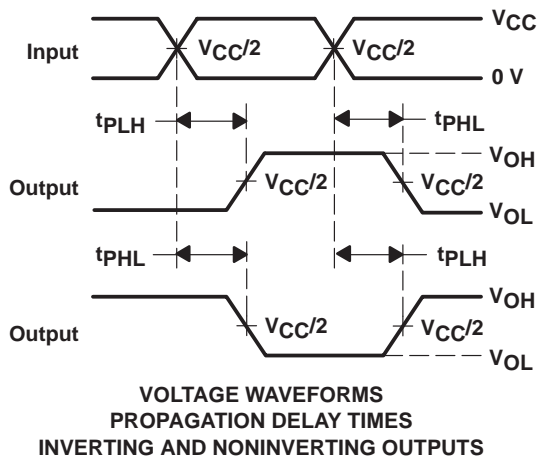 VCC
Input VCC/2 VCC/2
0 V
tPLH tPHL
VOH
Output VCC/2 VCC/2
VOL
tPHL tPLH
VOH
Output VCC/2 VCC/2
VOL
VOLTAGE WAVEFORMS
PROPAGATION DELAY TIMES
INVERTING AND NONINVERTING OUTPUTS